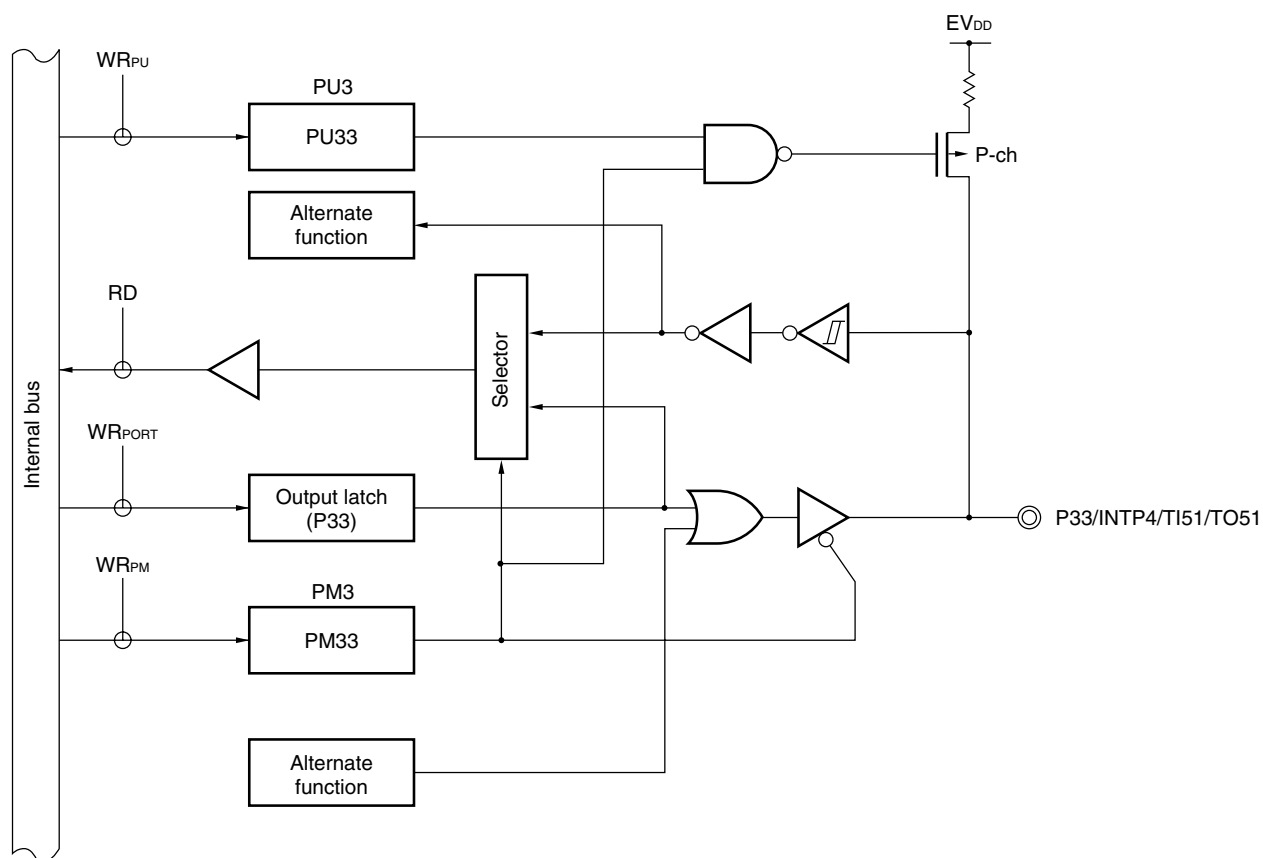 EVDD
WRPU
PU3
PU33
P-ch
Alternate
function
RD
Selector
Internal bus
WRPORT
Output latch
(P33)
P33/INTP4/TI51/TO51
WRPM
PM3
PM33
Alternate
function